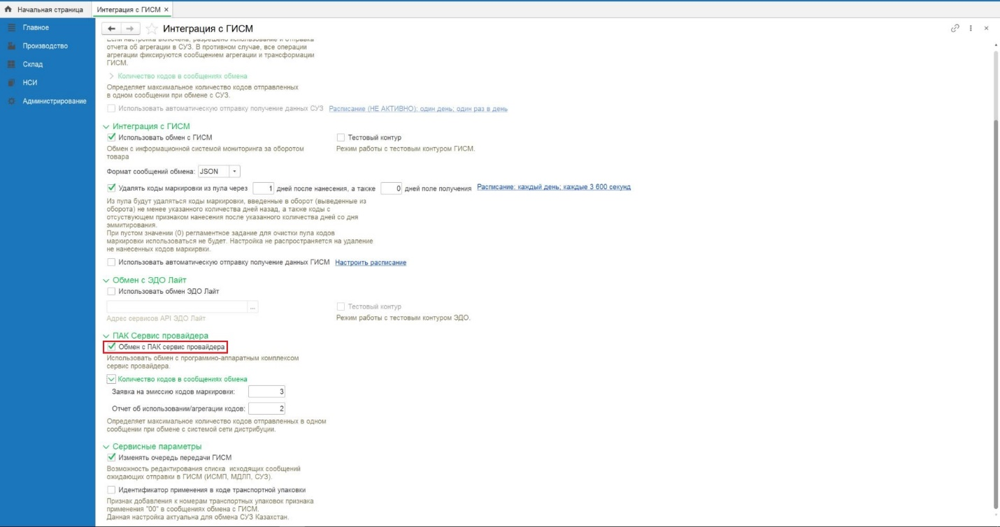 Начальная страница
Интеграция с ГИСМ ×
Главное
Производство
Склад
НСИ
Администрирование
Интеграция с ГИСМ
Если настройка включена, разрешено использование и отправка
отчета об агрегации в СУЗ. В противном случае, все операции
агрегации фиксируются сообщением агрегации и трансформации
ГИСМ.
Количество кодов в сообщениях обмена
Определяет максимальное количество кодов отправленных
в одном сообщении при обмене с СУЗ.
Использовать автоматическую отправку получение данных СУЗ Расписание (НЕ АКТИВНО): один день; один раз в день
Интеграция с ГИСМ
Использовать обмен с ГИСМ Тестовый контур
Обмен с информационной системой мониторинга за оборотом Режим работы с тестовым контуром ГИСМ.
товара
Формат сообщений обмена: JSON
Удалять коды маркировки из пула через 1 дней после нанесения, а также 0 дней поле получения Расписание: каждый день; каждые 3 600 секунд
Из пула будут удаляться коды маркировки, введенные в оборот (выведенные из
оборота) не менее указанного количества дней назад, а также коды с
отсуствующем признаком нанесения после указанного количества дней со дня
эммитирования.
При пустом значении (0) регламентное задание для очистки пула кодов
маркировки использоваться не будет. Настройка не распространяется на удаление
не нанесенных кодов маркирвки.
Использовать автоматическую отправку получение данных ГИСМ Настроить расписание
Обмен с ЭДО Лайт
Использовать обмен ЭДО Лайт
... Тестовый контур
Адрес сервисов API ЭДО Лайт Режим работы с тестовым контуром ЭДО.
ПАК Сервис провайдера
Обмен с ПАК сервис провайдера
Использовать обмен с программно-аппаратным комплексом
сервис провайдера.
Количество кодов в сообщениях обмена
Заявка на эмиссию кодов маркировки: 3
Отчет об использовании/агрегации кодов: 2
Определяет максимальное количество кодов отправленных в одном
сообщении при обмене с системой сети дистрибуции.
Сервисные параметры
Изменять очередь передачи ГИСМ
Возможность редактирования списка исходящих сообщений
ожидающих отправки в ГИСМ (ИСМП, МДЛП, СУЗ).
Идентификатор применения в коде транспортной упаковки
Признак добавления к номерам транспортных упаковок признака
применения "00" в сообщениях обмена с ГИСМ.
Данная настройка актуальна для обмена СУЗ Казахстан.